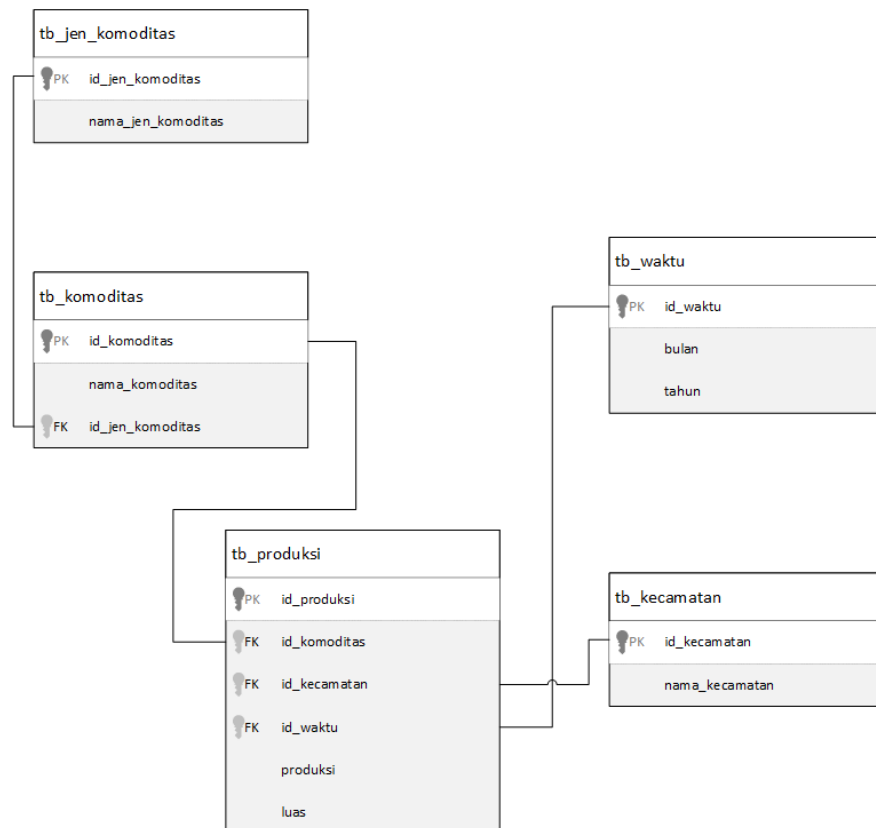 tb_jen_komoditas
PK id_jen_komoditas
nama_jen_komoditas
tb_komoditas
PK id_komoditas
nama_komoditas
FK id_jen_komoditas
tb_waktu
PK id_waktu
bulan
tahun
tb_produksi
PK id_produksi
FK id_komoditas
FK id_kecamatan
FK id_waktu
produksi
luas
tb_kecamatan
PK id_kecamatan
nama_kecamatan